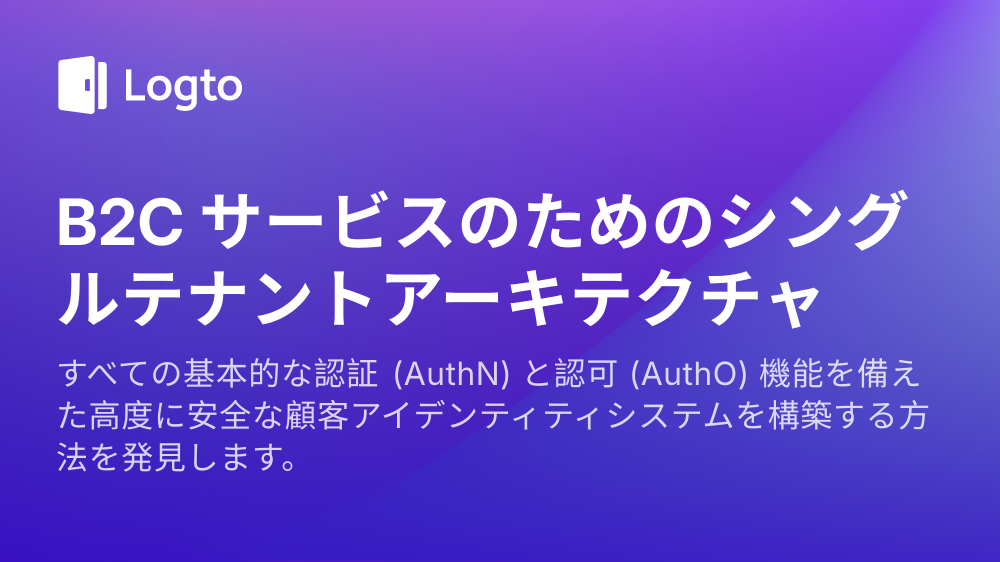 Logto
B2C サービスのためのシング
ルテナントアーキテクチャ
すべての基本的な認証 (AuthN) と認可 (AuthO) 機能を備え
た高度に安全な顧客アイデンティティシステムを構築する方
法を発見します。